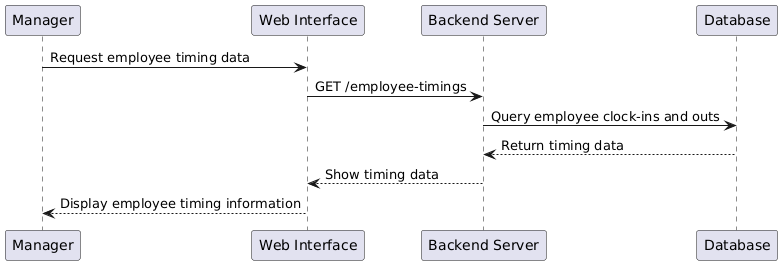 Manager Web Interface Backend Server Database
Request employee timing data
GET /employee-timings
Query employee clock-ins and outs
Return timing data
Show timing data
Display employee timing information
Manager Web Interface Backend Server Database